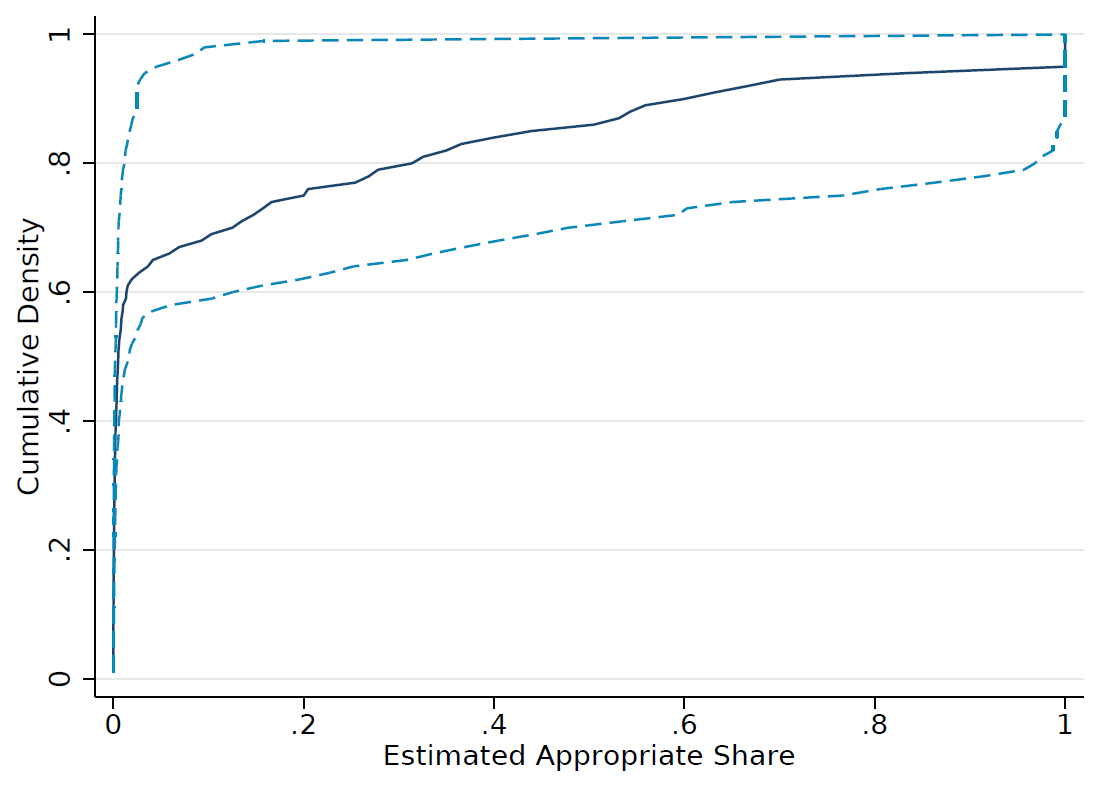 Cumulative Density
1
.8
.6
.4
.2
0
0 .2 .4 .6 .8 1
Estimated Appropriate Share